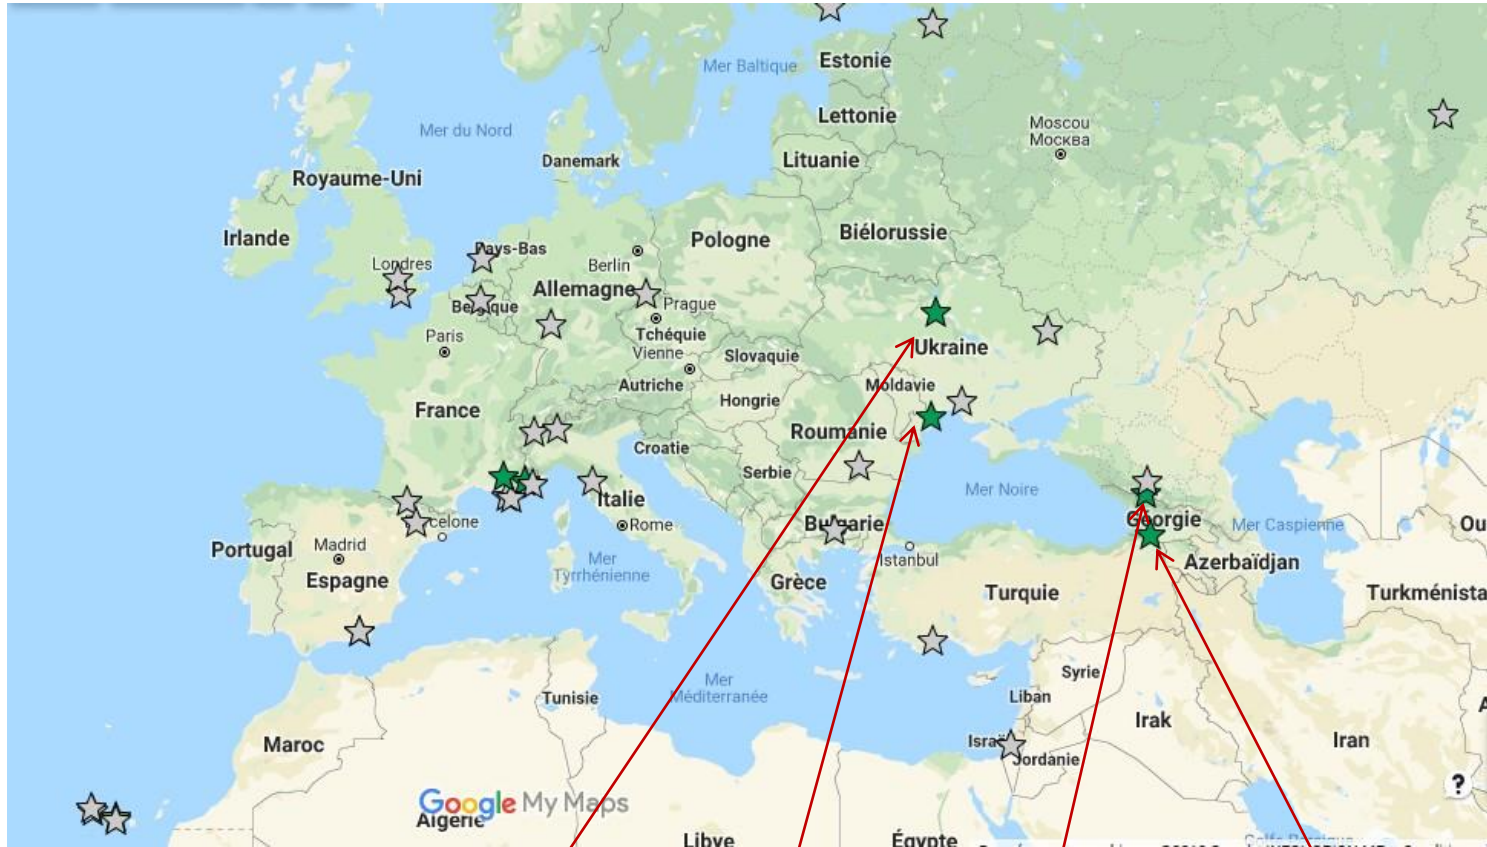 Mer Baltique
Estonie
Lettonie
Moscou
Москва
Mer du Nord
Danemark
Lituanie
Royaume-Uni
Irlande
Pays-Bas
Pologne
Biélorussie
Londres
Berlin
Allemagne
Belgique
Prague
Paris
Tchéquie
Vienne
Slovaquie
Ukraine
Autriche
Moldavie
Hongrie
France
Roumanie
Croatie
Serbie
Mer Noire
Italie
Géorgie
Mer Caspienne
Ou
celone
Rome
Portugal
Madrid
Istanbul
Azerbaïdjan
Mer
Tyrrhénienne
Espagne
Grèce
Turquie
Turkménista
Syrie
Mer
Méditerranée
Tunisie
Liban
Irak
Maroc
Iran
Jordanie
Google My Maps
Algérie
Libye
Égypte
?